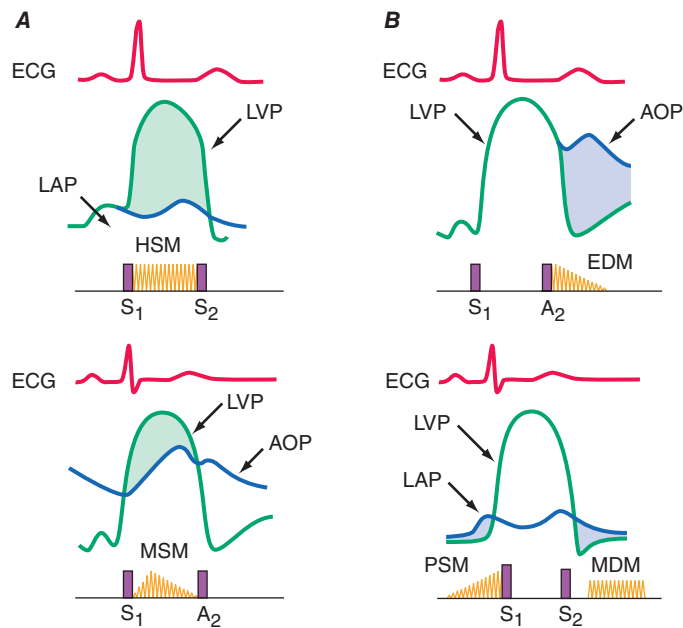 A
ECG
LVP
LAP
HSM
S1 S2
ECG
LVP
AOP
MSM
S1 A2
B
ECG
LVP
AOP
EDM
S1 A2
ECG
LVP
LAP
PSM MDM
S1 S2